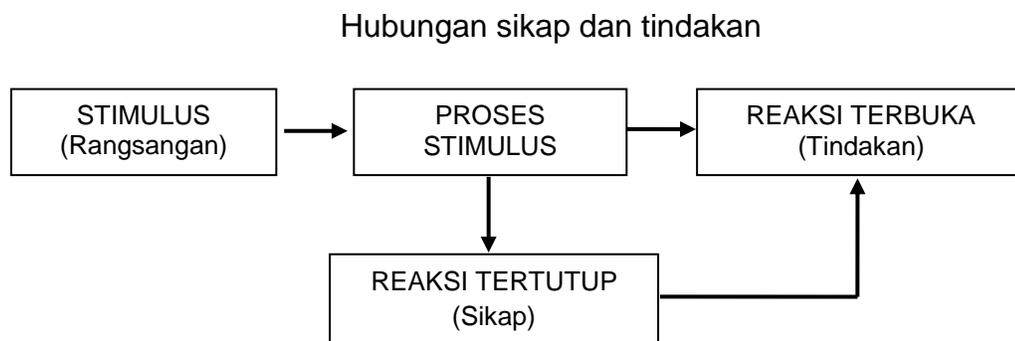 Hubungan sikap dan tindakan
STIMULUS
(Rangsangan)
PROSES
STIMULUS
REAKSI TERBUKA
(Tindakan)
REAKSI TERTUTUP
(Sikap)